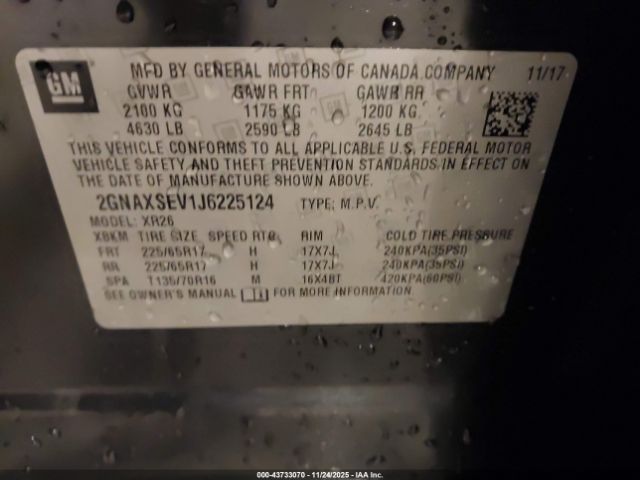 GM
MFD BY GENERAL MOTORS OF CANADA COMPANY 11/17
GVWR GAWR FRT GAWR RR
2100 KG 1175 KG 1200 KG
4630 LB 2590 LB 2645 LB
THIS VEHICLE CONFORMS TO ALL APPLICABLE U.S. FEDERAL MOTOR
VEHICLE SAFETY AND THEFT PREVENTION STANDARDS IN EFFECT ON
THE DATE OF MANUFACTURE SHOWN ABOVE.
2GNAXSEV1J6225124 TYPE: M.P.V.
MODEL: XR26
XBKM TIRE SIZE SPEED RTG RIM COLD TIRE PRESSURE
FRT 225/65R17 H 17X7J 240KPA(35PSI)
RR 225/65R17 H 17X7J 240KPA(35PSI)
SPA T135/70R16 M 16X4BT 420KPA(60PSI)
SEE OWNER'S MANUAL FOR MORE INFORMATION
000-43733070 - 11/24/2025 - IAA Inc.